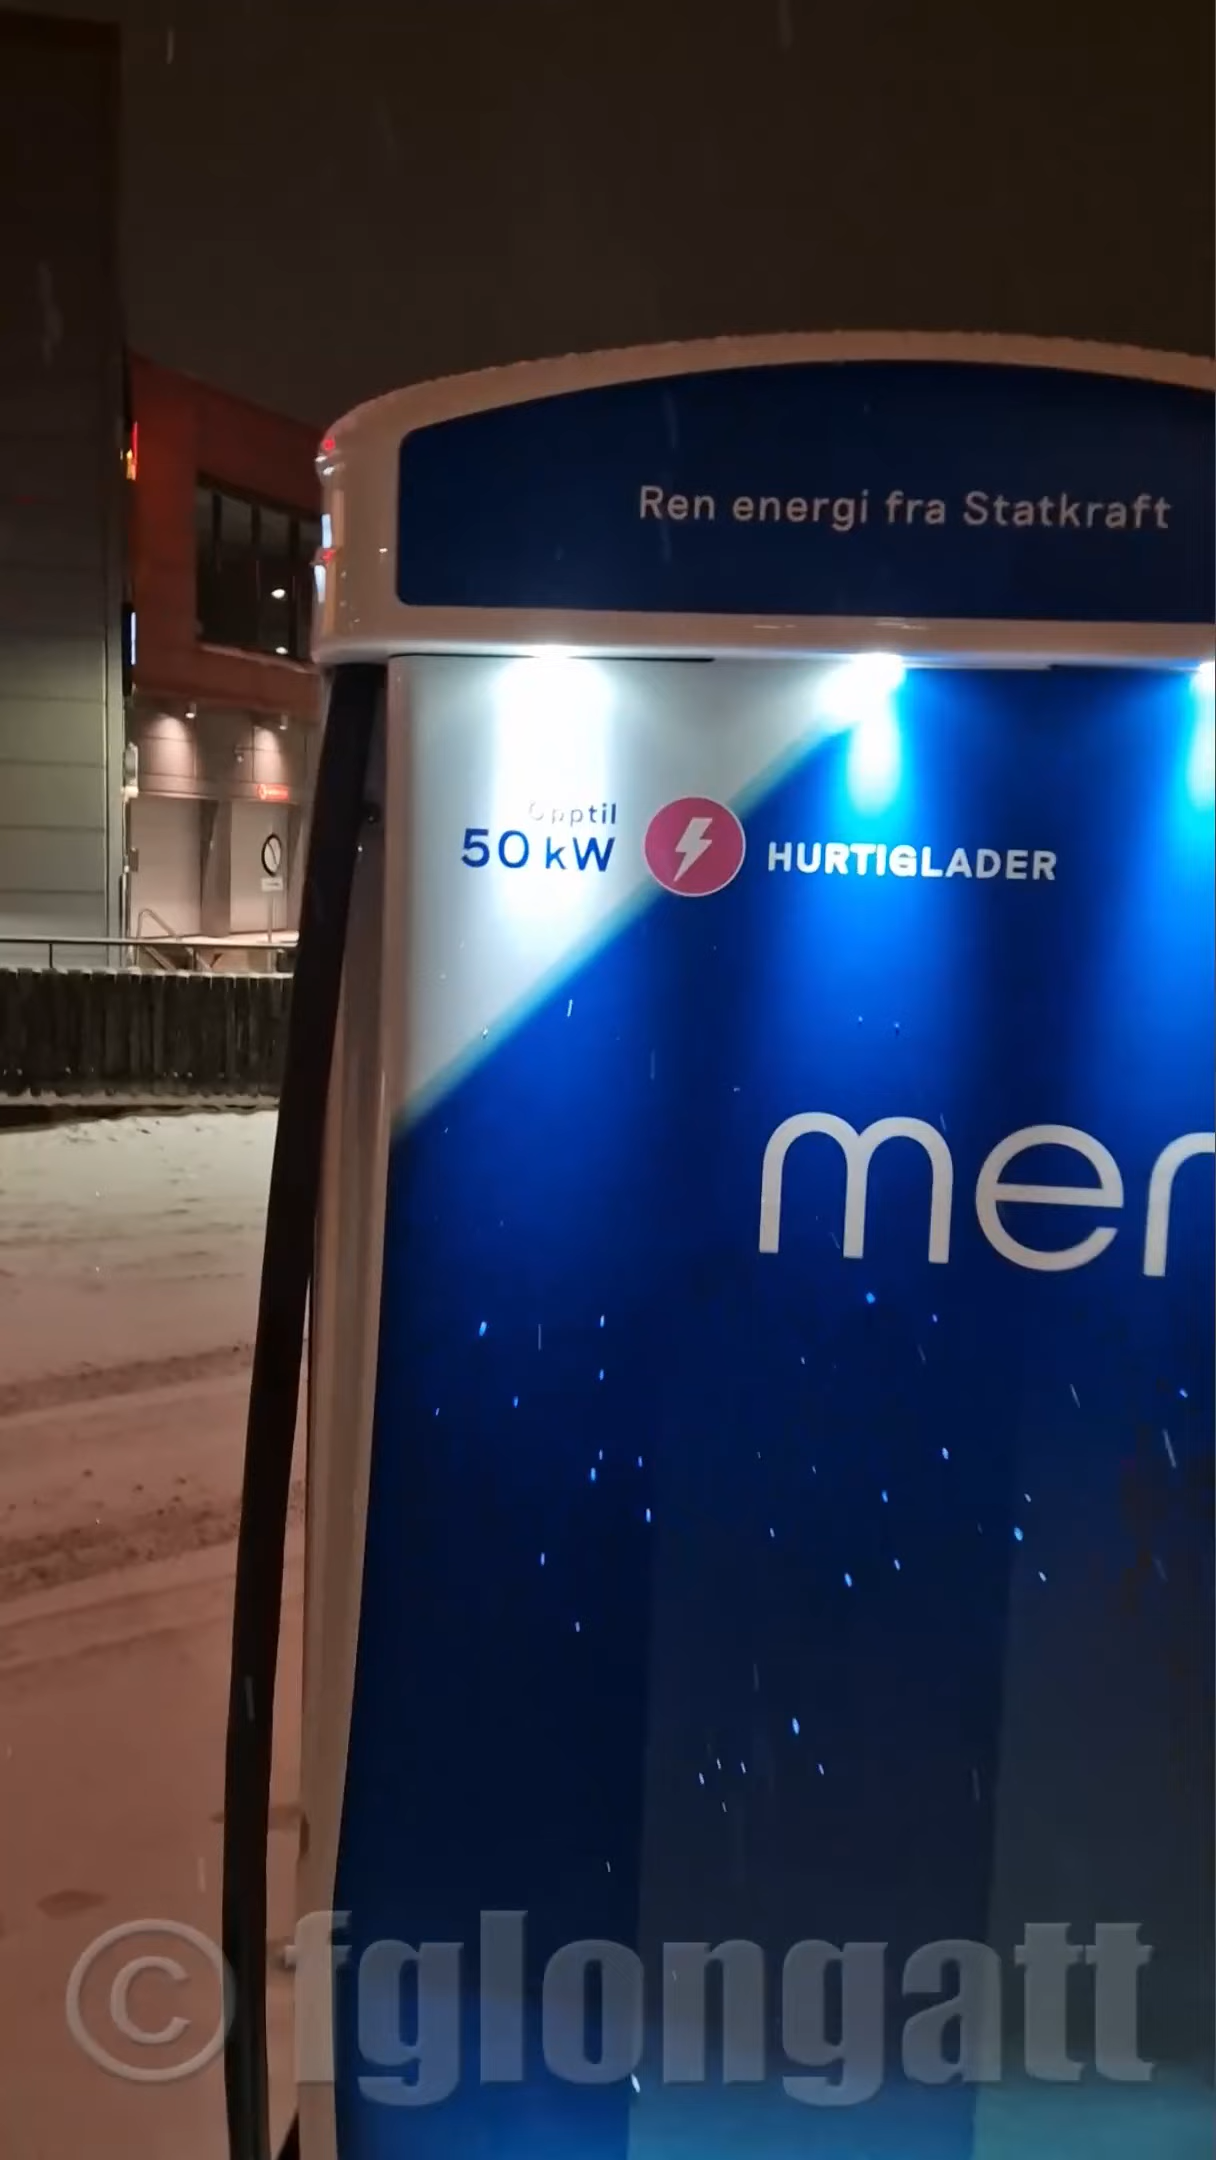 Ren energi fra Statkraft
Opptil
50 kW
HURTIGLADER
mer
© fglongatt